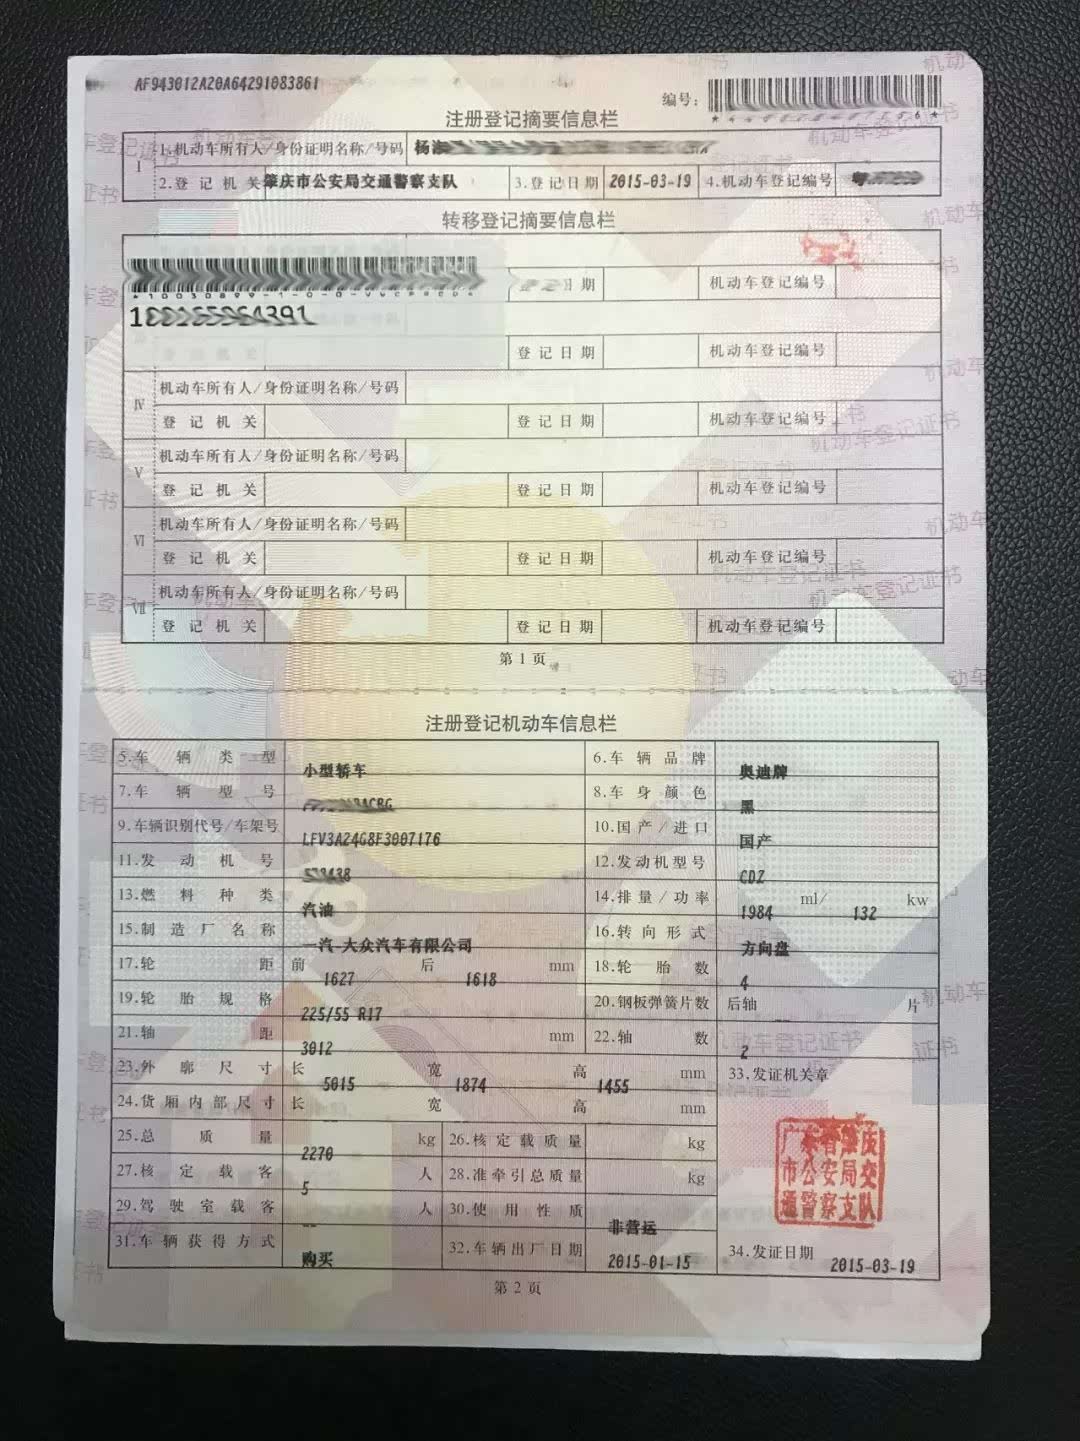 AF943012A20A64291083861
编号:
注册登记摘要信息栏
I 1.机动车所有人/身份证明名称/号码 杨
2.登记机关 肇庆市公安局交通警察支队 3.登记日期 2015-03-19 4.机动车登记编号 粤
转移登记摘要信息栏
日期 机动车登记编号
登记机关 登记日期 机动车登记编号
IV 机动车所有人/身份证明名称/号码
登记机关 登记日期 机动车登记编号
V 机动车所有人/身份证明名称/号码
登记机关 登记日期 机动车登记编号
VI 机动车所有人/身份证明名称/号码
登记机关 登记日期 机动车登记编号
VII 机动车所有人/身份证明名称/号码
登记机关 登记日期 机动车登记编号
第 1 页
注册登记机动车信息栏
5.车辆类型 小型轿车 6.车辆品牌 奥迪牌
7.车辆型号 8.车身颜色 黑
9.车辆识别代号/车架号 LFV3A24G8F3007176 10.国产/进口 国产
11.发动机号 12.发动机型号 CDZ
13.燃料种类 汽油 14.排量/功率 1984 ml/ 132 kw
15.制造厂名称 一汽-大众汽车有限公司 16.转向形式 方向盘
17.轮距 前 1627 后 1618 mm 18.轮胎数 4
19.轮胎规格 225/55 R17 20.钢板弹簧片数 后轴 片
21.轴距 3012 mm 22.轴数 2
23.外廓尺寸 长 5015 宽 1874 高 1455 mm 33.发证机关章
24.货厢内部尺寸 长 宽 高 mm
25.总质量 2270 kg 26.核定载质量 kg
27.核定载客 5 人 28.准牵引总质量 kg
29.驾驶室载客 -- 人 30.使用性质 非营运
31.车辆获得方式 购买 32.车辆出厂日期 2015-01-15 34.发证日期 2015-03-19
广东省肇庆
市公安局交
通警察支队
第 2 页